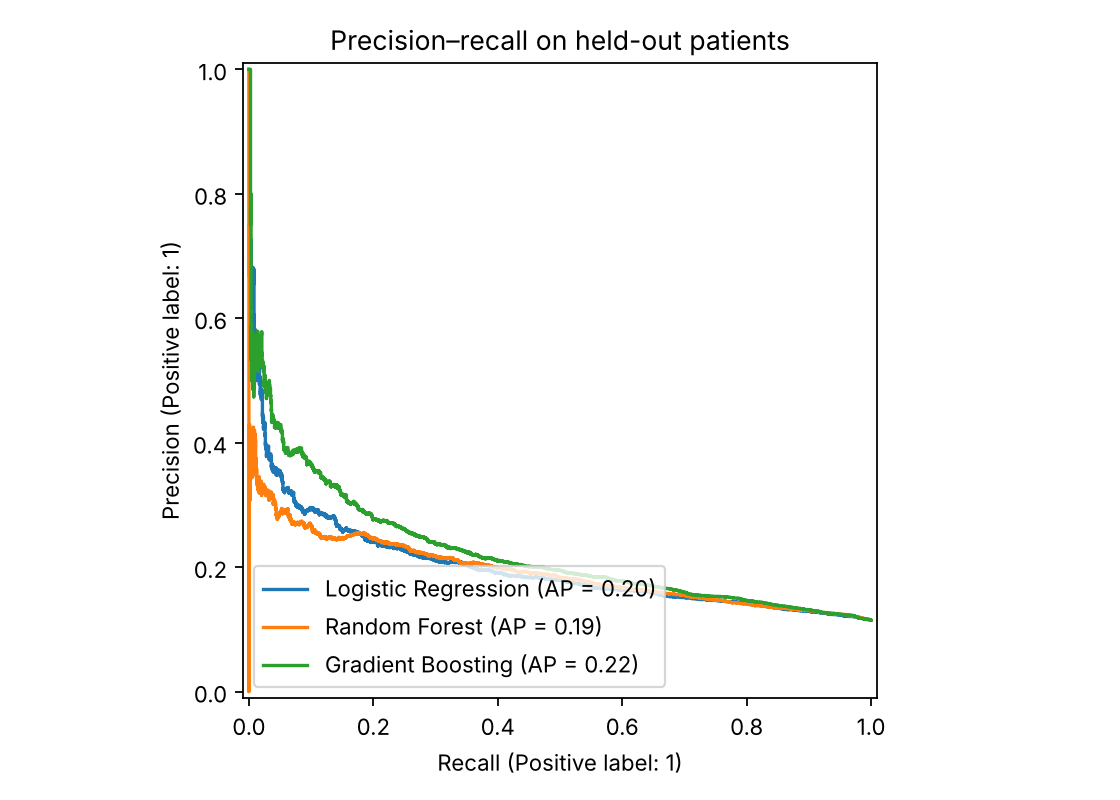 Precision–recall on held-out patients
1.0
0.8
0.6
0.4
0.2
0.0
Precision (Positive label: 1)
Logistic Regression (AP = 0.20)
Random Forest (AP = 0.19)
Gradient Boosting (AP = 0.22)
0.0 0.2 0.4 0.6 0.8 1.0
Recall (Positive label: 1)